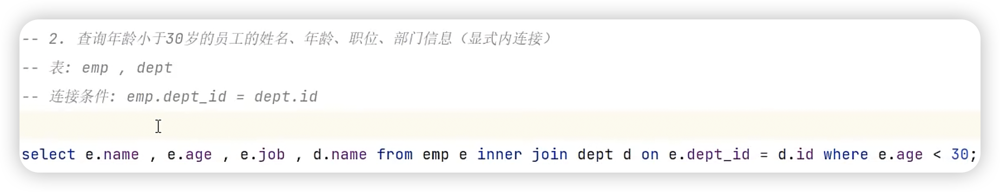 -- 2. 查询年龄小于30岁的员工的姓名、年龄、职位、部门信息（显式内连接）
-- 表: emp , dept
-- 连接条件: emp.dept_id = dept.id
select e.name , e.age , e.job , d.name from emp e inner join dept d on e.dept_id = d.id where e.age < 30;